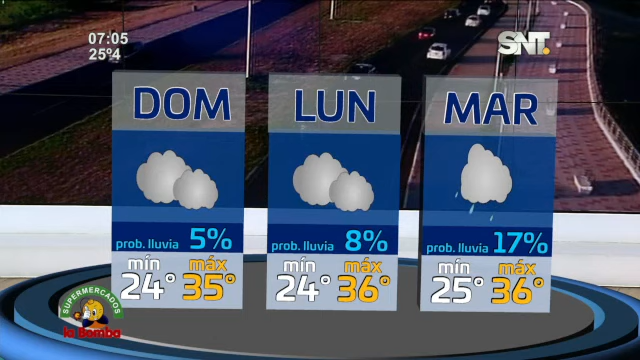 07:05
25°4
SNT.
DOM
prob. lluvia 5%
mín máx
24° 35°
LUN
prob. lluvia 8%
mín máx
24° 36°
MAR
prob. lluvia 17%
mín máx
25° 36°
SUPERMERCADOS
la Bomba